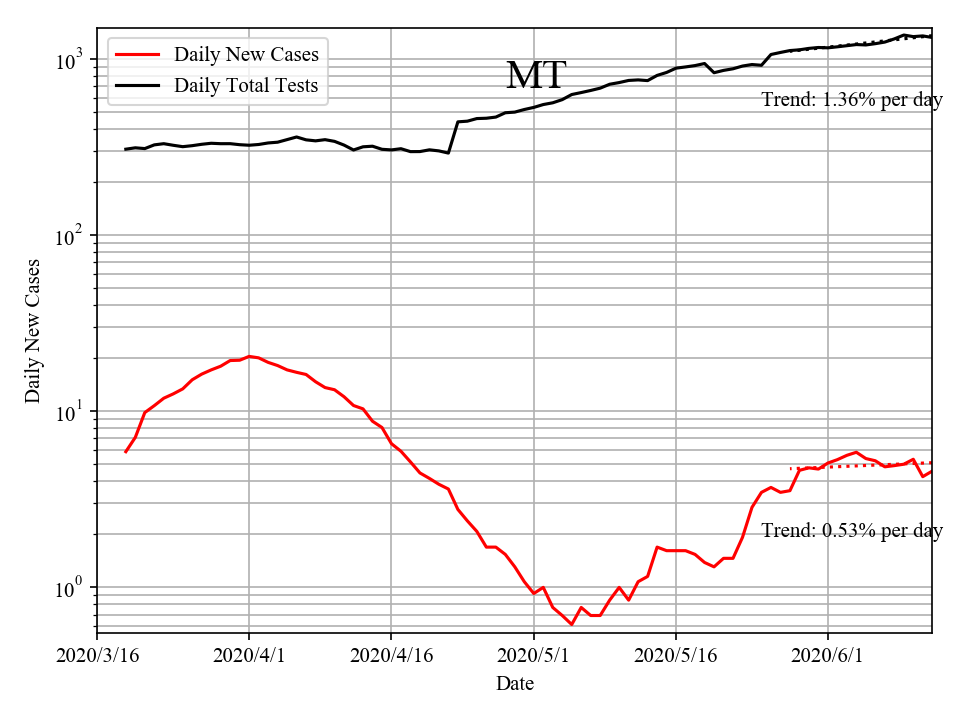 Daily New Cases
Daily Total Tests
MT
Trend: 1.36% per day
Trend: 0.53% per day
10³
10²
10¹
10⁰
Daily New Cases
2020/3/16 2020/4/1 2020/4/16 2020/5/1 2020/5/16 2020/6/1
Date